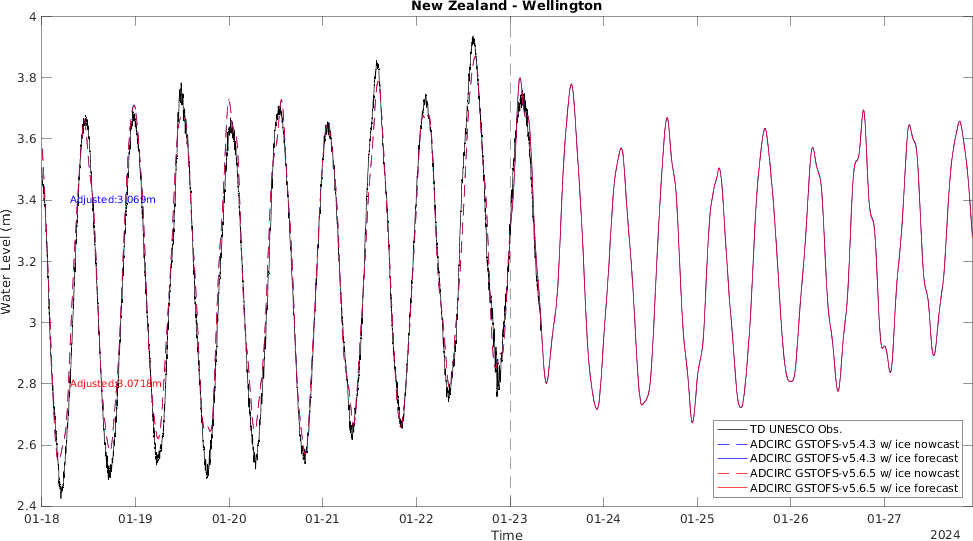 New Zealand - Wellington
4
3.8
3.6
3.4
3.2
3
2.8
2.6
2.4
Water Level (m)
Adjusted:3.069m
Adjusted:3.0718m
TD UNESCO Obs.
ADCIRC GSTOFS-v5.4.3 w/ ice nowcast
ADCIRC GSTOFS-v5.4.3 w/ ice forecast
ADCIRC GSTOFS-v5.6.5 w/ ice nowcast
ADCIRC GSTOFS-v5.6.5 w/ ice forecast
01-18 01-19 01-20 01-21 01-22 01-23 01-24 01-25 01-26 01-27
Time
2024